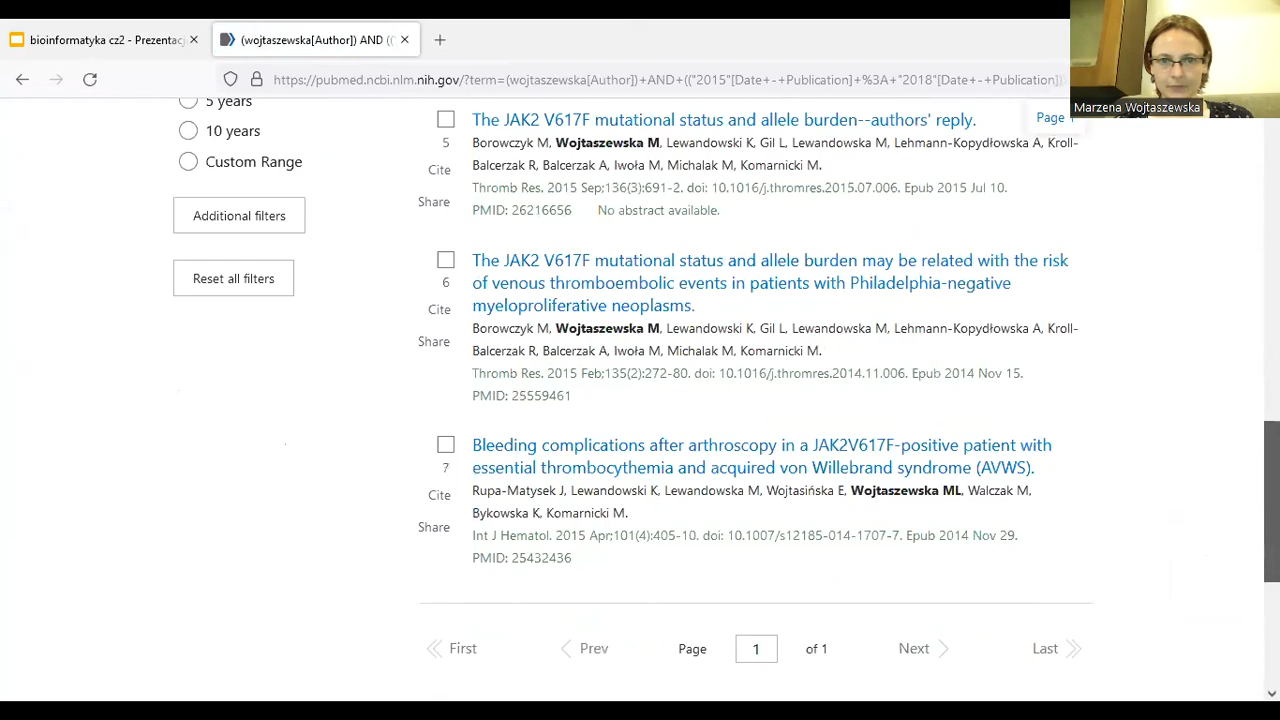 bioinformatyka cz2 - Prezentacj
(wojtaszewska[Author]) AND ((
https://pubmed.ncbi.nlm.nih.gov/?term=(wojtaszewska[Author])+AND+(("2015"[Date+-+Publication]+%3A+"2018"[Date+-+Publication]
Marzena Wojtaszewska
5 years
10 years
Custom Range
Additional filters
Reset all filters
Page 1
The JAK2 V617F mutational status and allele burden--authors' reply.
5
Borowczyk M, Wojtaszewska M, Lewandowski K, Gil L, Lewandowska M, Lehmann-Kopydłowska A, Kroll-
Cite
Balcerzak R, Balcerzak A, Iwoła M, Michalak M, Komarnicki M.
Share
Thromb Res. 2015 Sep;136(3):691-2. doi: 10.1016/j.thromres.2015.07.006. Epub 2015 Jul 10.
PMID: 26216656 No abstract available.
The JAK2 V617F mutational status and allele burden may be related with the risk
6
of venous thromboembolic events in patients with Philadelphia-negative
Cite
myeloproliferative neoplasms.
Borowczyk M, Wojtaszewska M, Lewandowski K, Gil L, Lewandowska M, Lehmann-Kopydłowska A, Kroll-
Share
Balcerzak R, Balcerzak A, Iwoła M, Michalak M, Komarnicki M.
Thromb Res. 2015 Feb;135(2):272-80. doi: 10.1016/j.thromres.2014.11.006. Epub 2014 Nov 15.
PMID: 25559461
Bleeding complications after arthroscopy in a JAK2V617F-positive patient with
7
essential thrombocythemia and acquired von Willebrand syndrome (AVWS).
Cite
Rupa-Matysek J, Lewandowski K, Lewandowska M, Wojtasińska E, Wojtaszewska ML, Walczak M,
Bykowska K, Komarnicki M.
Share
Int J Hematol. 2015 Apr;101(4):405-10. doi: 10.1007/s12185-014-1707-7. Epub 2014 Nov 29.
PMID: 25432436
First
Prev
Page
1
of 1
Next
Last